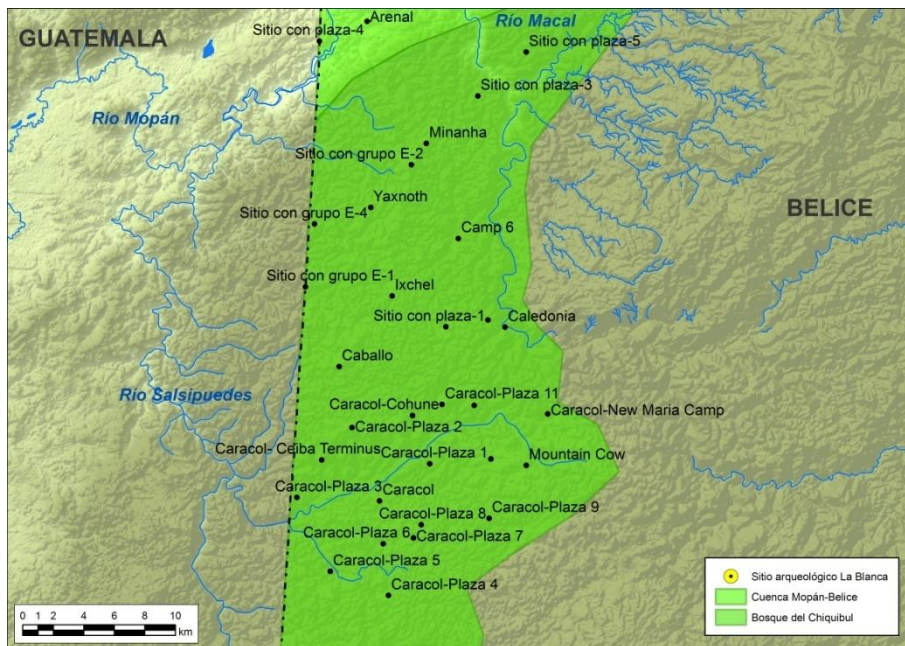 Arenal
Río Macal
GUATEMALA
Sitio con plaza-4
Sitio con plaza-5
Sitio con plaza-3
Río Mopán
Minanha
Sitio con grupo E-2
Yaxnoth
BELICE
Sitio con grupo E-4
Camp 6
Sitio con grupo E-1
Ixchel
Sitio con plaza-1
Caledonia
Caballo
Río Salsipuedes
Caracol-Plaza 11
Caracol-Cohune
Caracol-New Maria Camp
Caracol-Plaza 2
Caracol- Ceiba Terminus
Caracol-Plaza 1
Mountain Cow
Caracol-Plaza 3
Caracol
Caracol-Plaza 9
Caracol-Plaza 8
Caracol-Plaza 6
Caracol-Plaza 7
Caracol-Plaza 5
Caracol-Plaza 4
Sitio arqueológico La Blanca
Cuenca Mopán-Belice
Bosque del Chiquibul
0 1 2 4 6 8 10
km